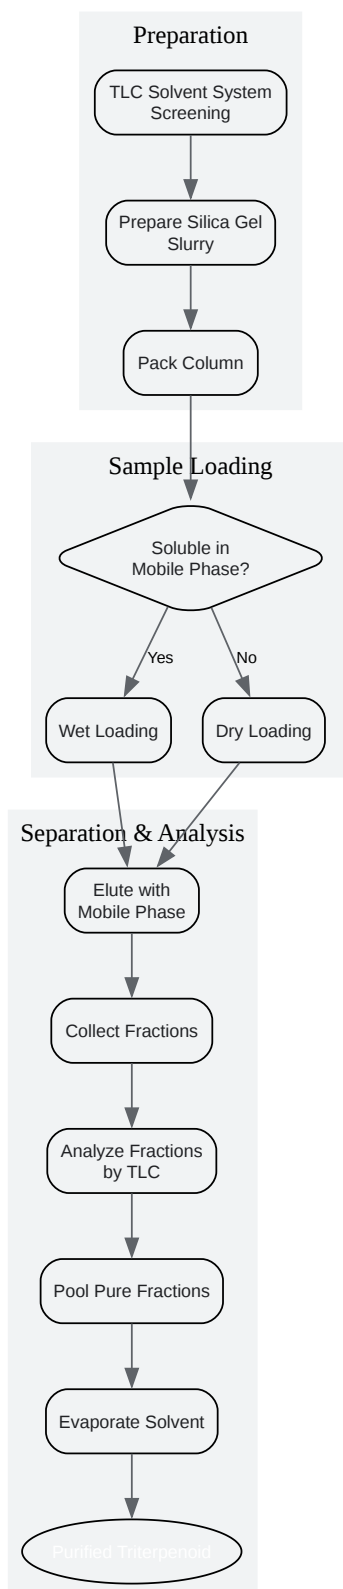 Preparation
TLC Solvent System
Screening
Prepare Silica Gel
Slurry
Pack Column
Sample Loading
Soluble in
Mobile Phase?
Yes
No
Wet Loading
Dry Loading
Separation & Analysis
Elute with
Mobile Phase
Collect Fractions
Analyze Fractions
by TLC
Pool Pure Fractions
Evaporate Solvent
Purified Triterpenoid